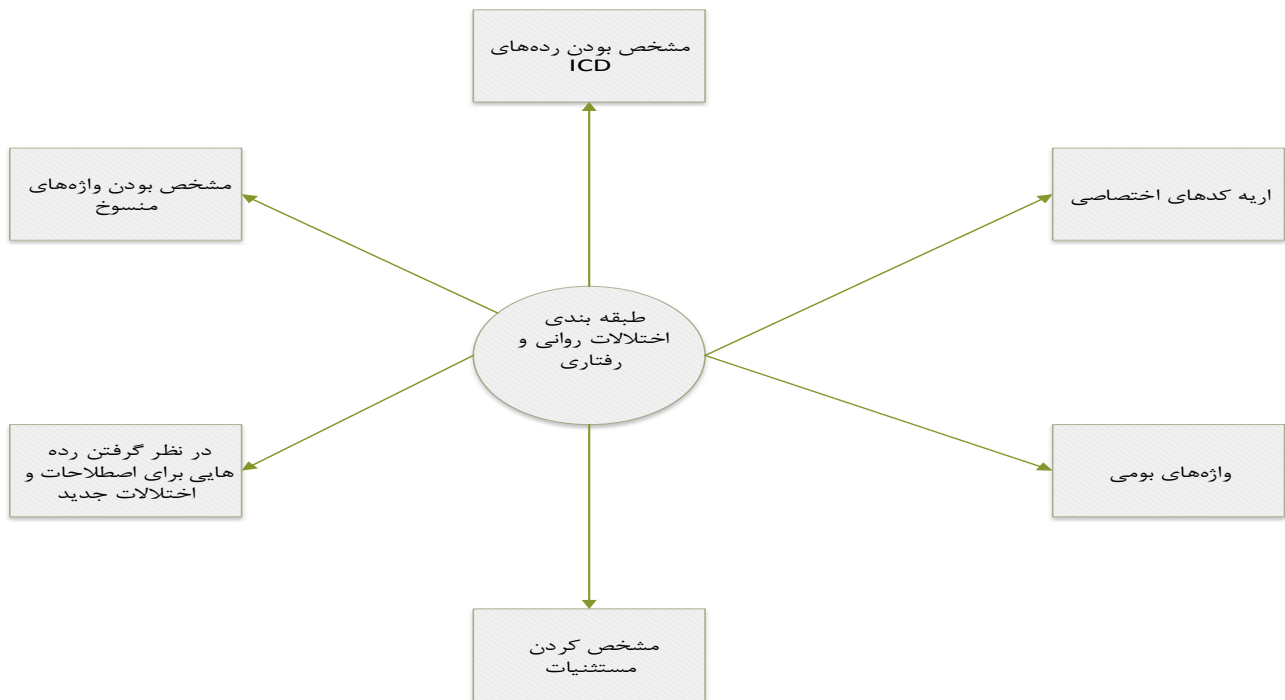 مشخص بودن رده‌های
ICD
اریه کدهای اختصاصی
مشخص بودن واژه‌های
منسوخ
طبقه بندی
اختلالات روانی و
رفتاری
واژه‌های بومی
در نظر گرفتن رده
هایی برای اصطلاحات و
اختلالات جدید
مشخص کردن
مستثنیات